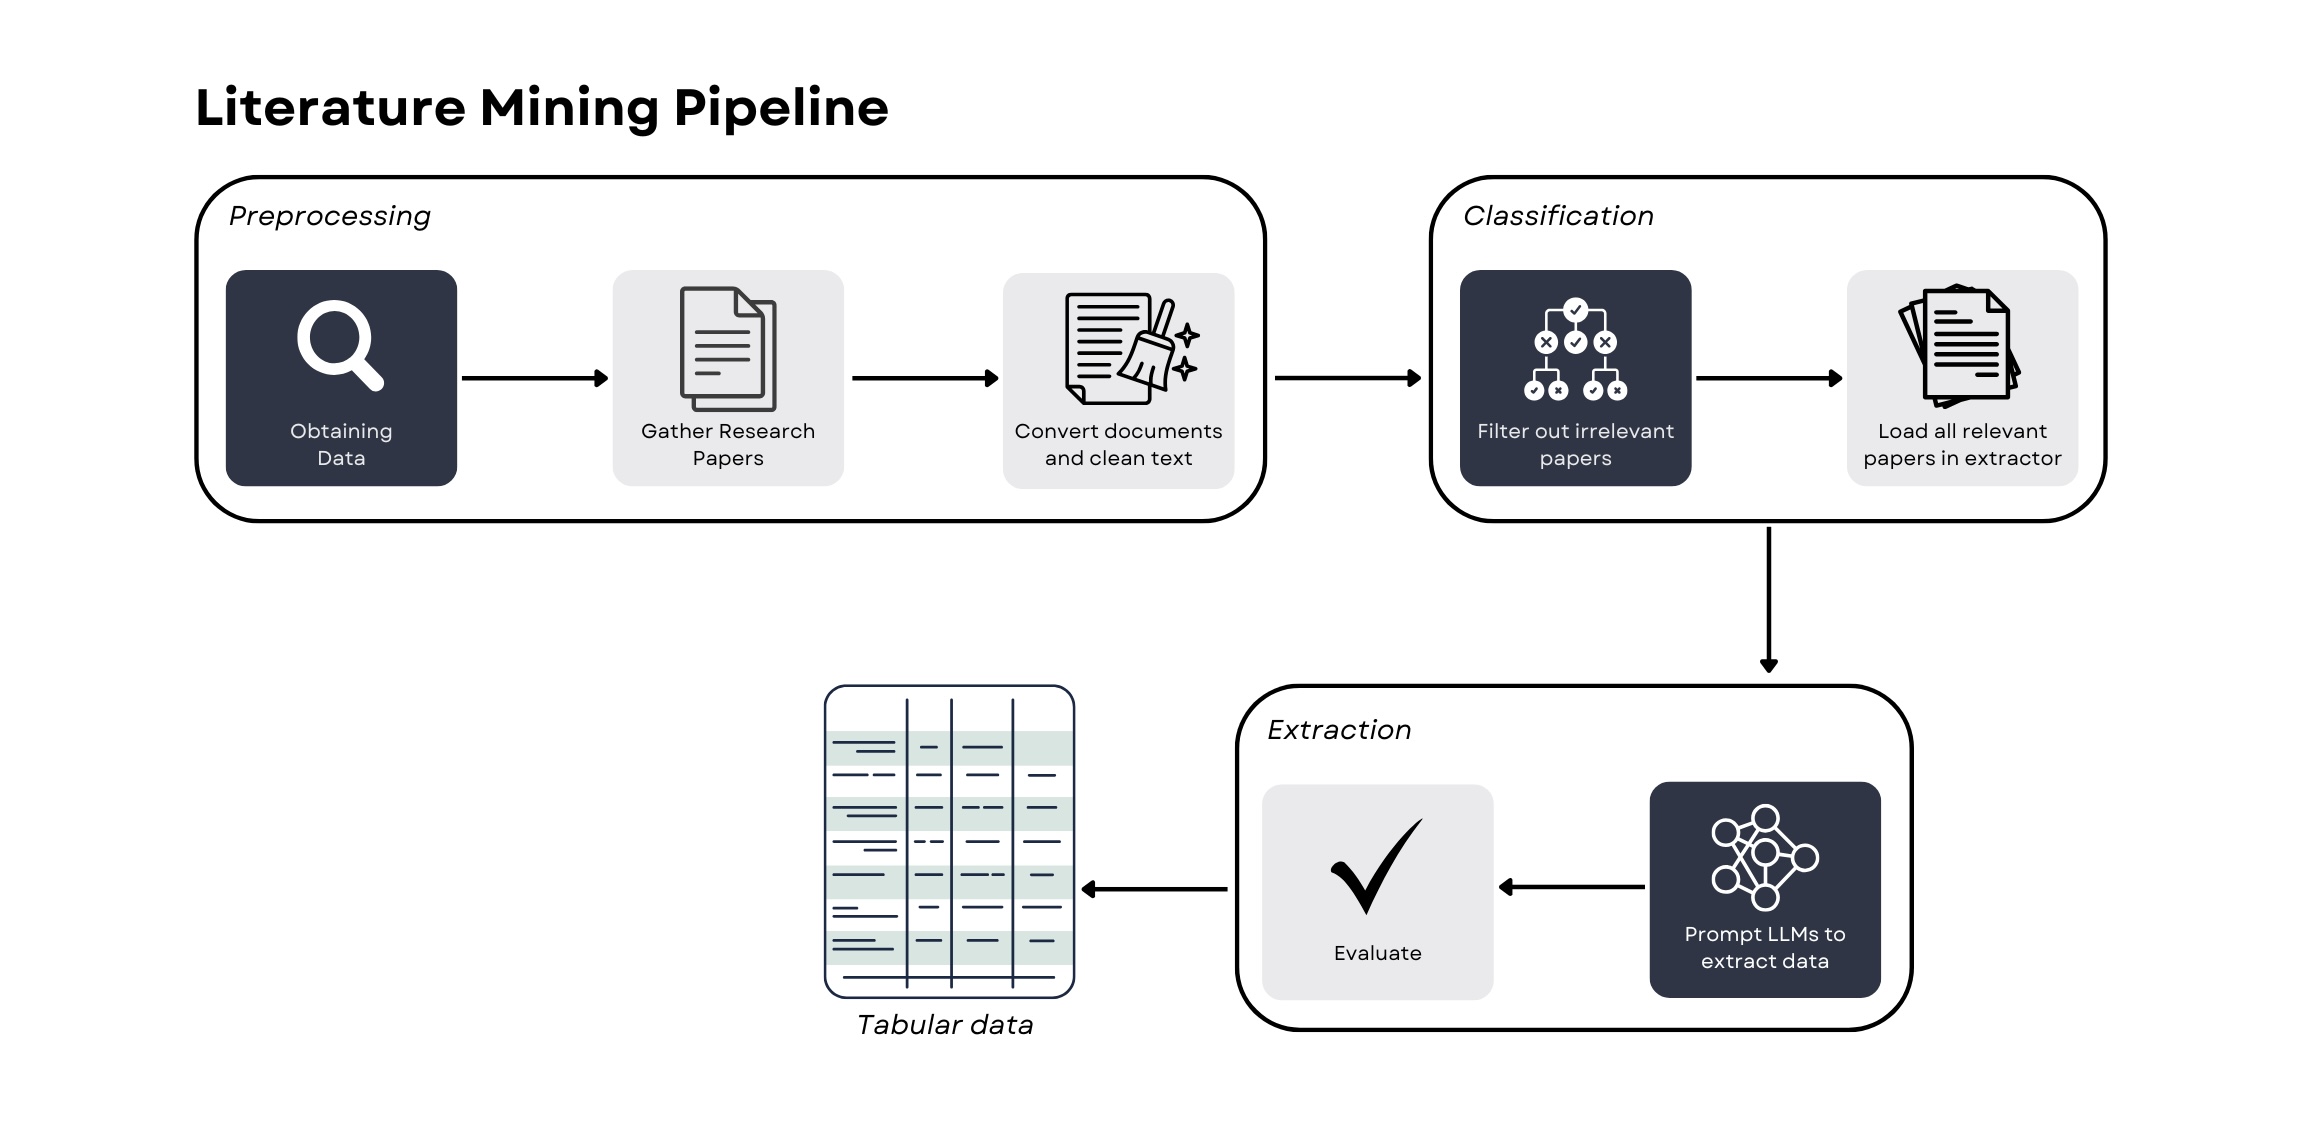 Literature Mining Pipeline
Preprocessing
Obtaining
Data
Gather Research
Papers
Convert documents
and clean text
Classification
Filter out irrelevant
papers
Load all relevant
papers in extractor
Extraction
Prompt LLMs to
extract data
Evaluate
Tabular data